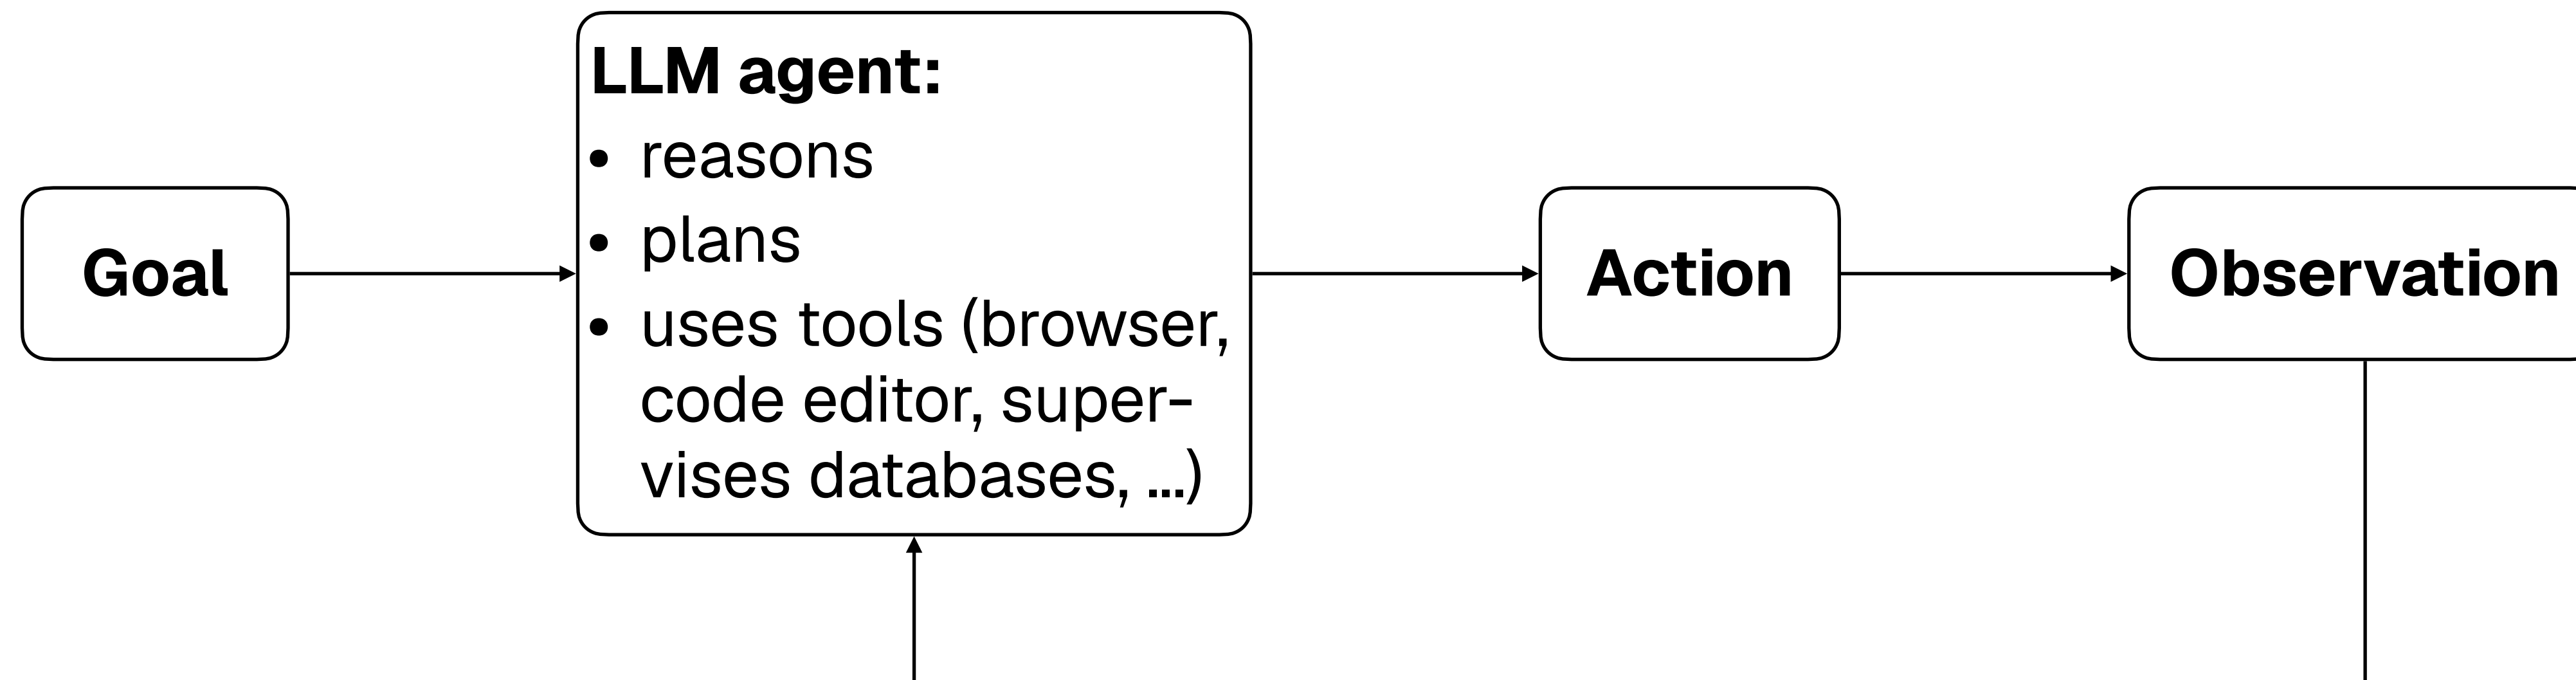 LLM agent:
• reasons
• plans
• uses tools (browser,
code editor, super-
vises databases, ...)
Goal
Action
Observation